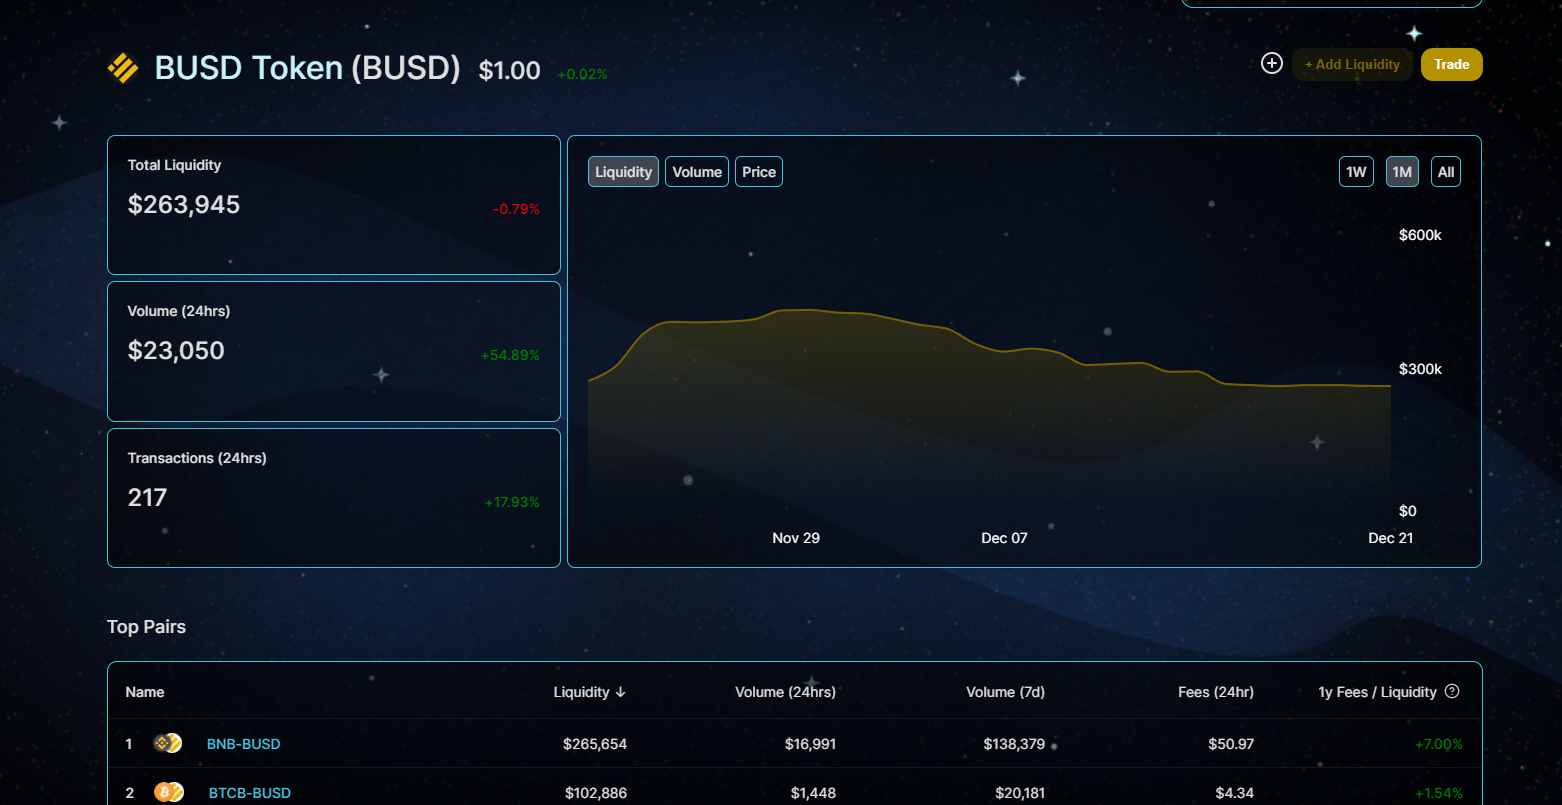 BUSD Token (BUSD) $1.00 +0.02%
+ Add Liquidity Trade
Total Liquidity
$263,945 -0.79%
Volume (24hrs)
$23,050 +54.89%
Transactions (24hrs)
217 +17.93%
Liquidity Volume Price 1W 1M All
$600k
$300k
$0
Nov 29 Dec 07 Dec 21
Top Pairs
Name Liquidity ↓ Volume (24hrs) Volume (7d) Fees (24hr) 1y Fees / Liquidity ?
1 BNB-BUSD $265,654 $16,991 $138,379 $50.97 +7.00%
2 BTCB-BUSD $102,886 $1,448 $20,181 $4.34 +1.54%